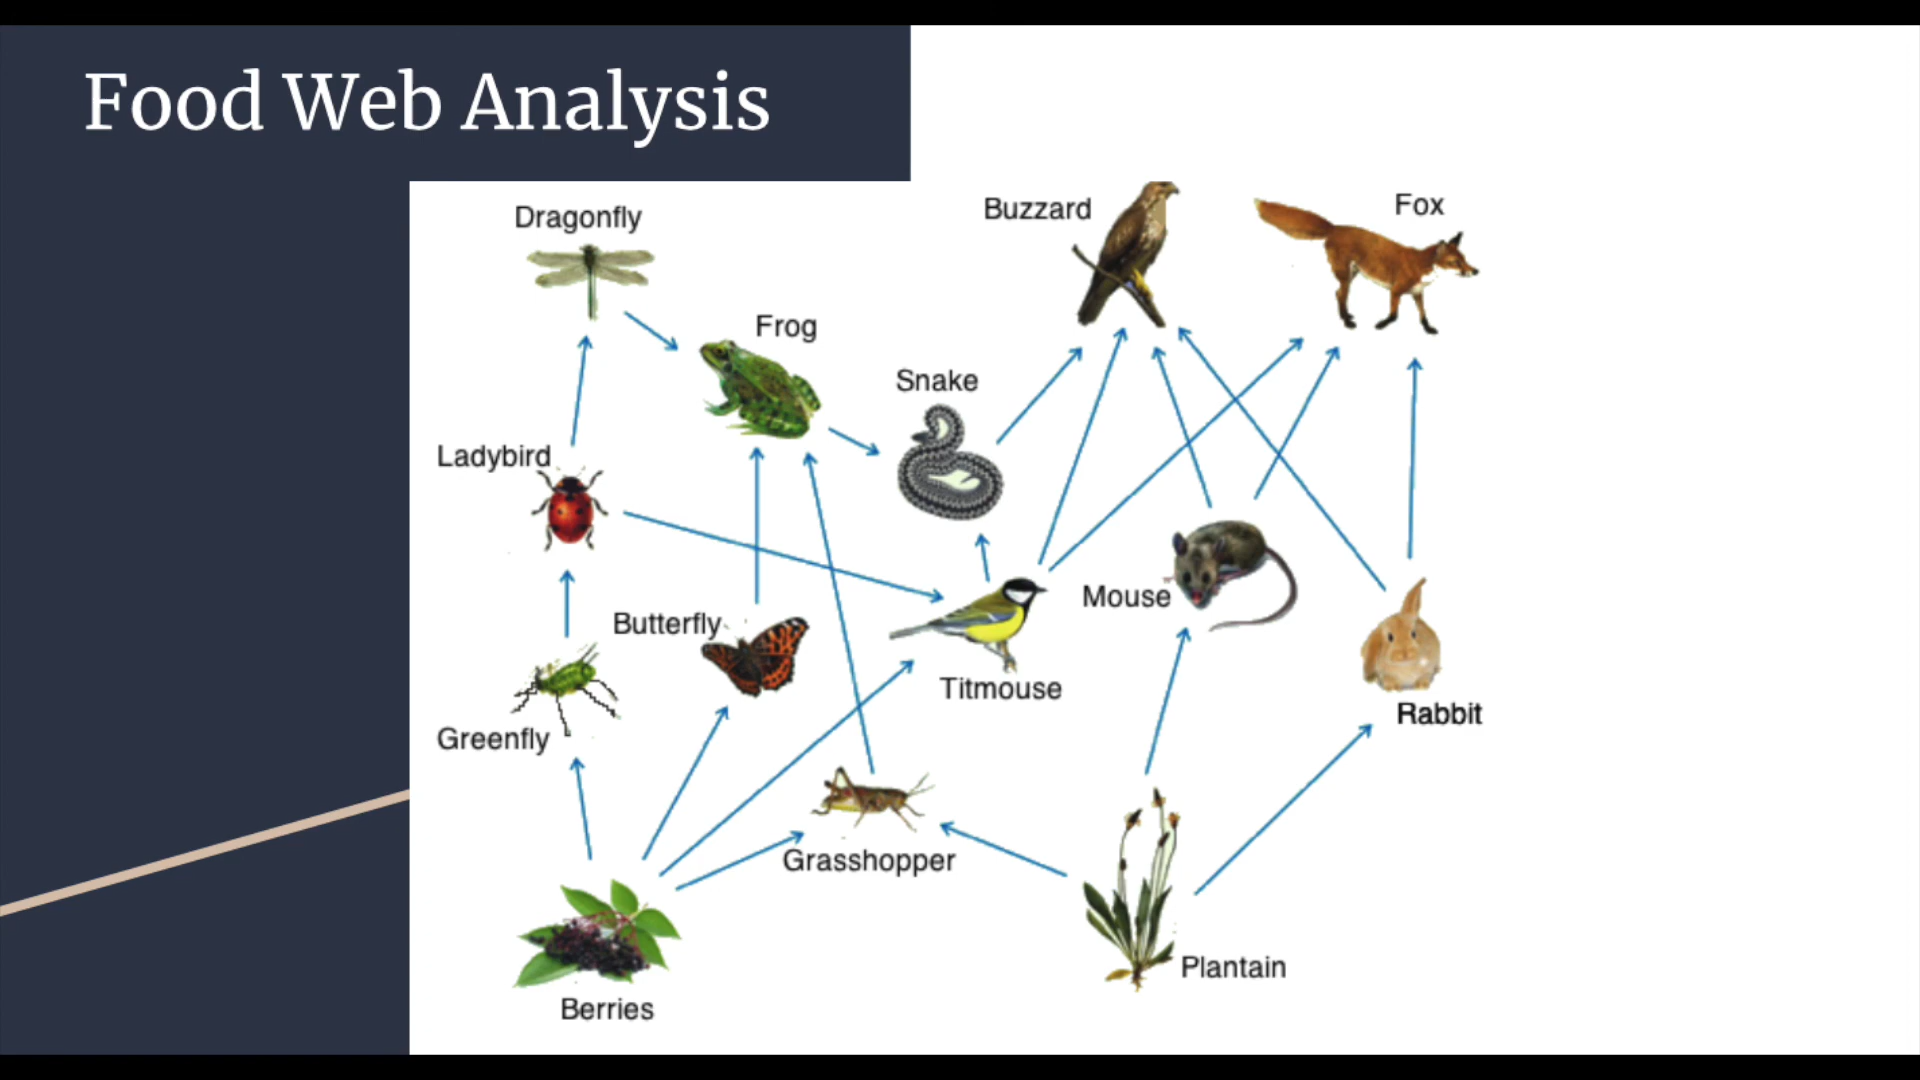 Food Web Analysis
Dragonfly
Buzzard
Fox
Frog
Snake
Ladybird
Butterfly
Mouse
Titmouse
Rabbit
Greenfly
Grasshopper
Plantain
Berries